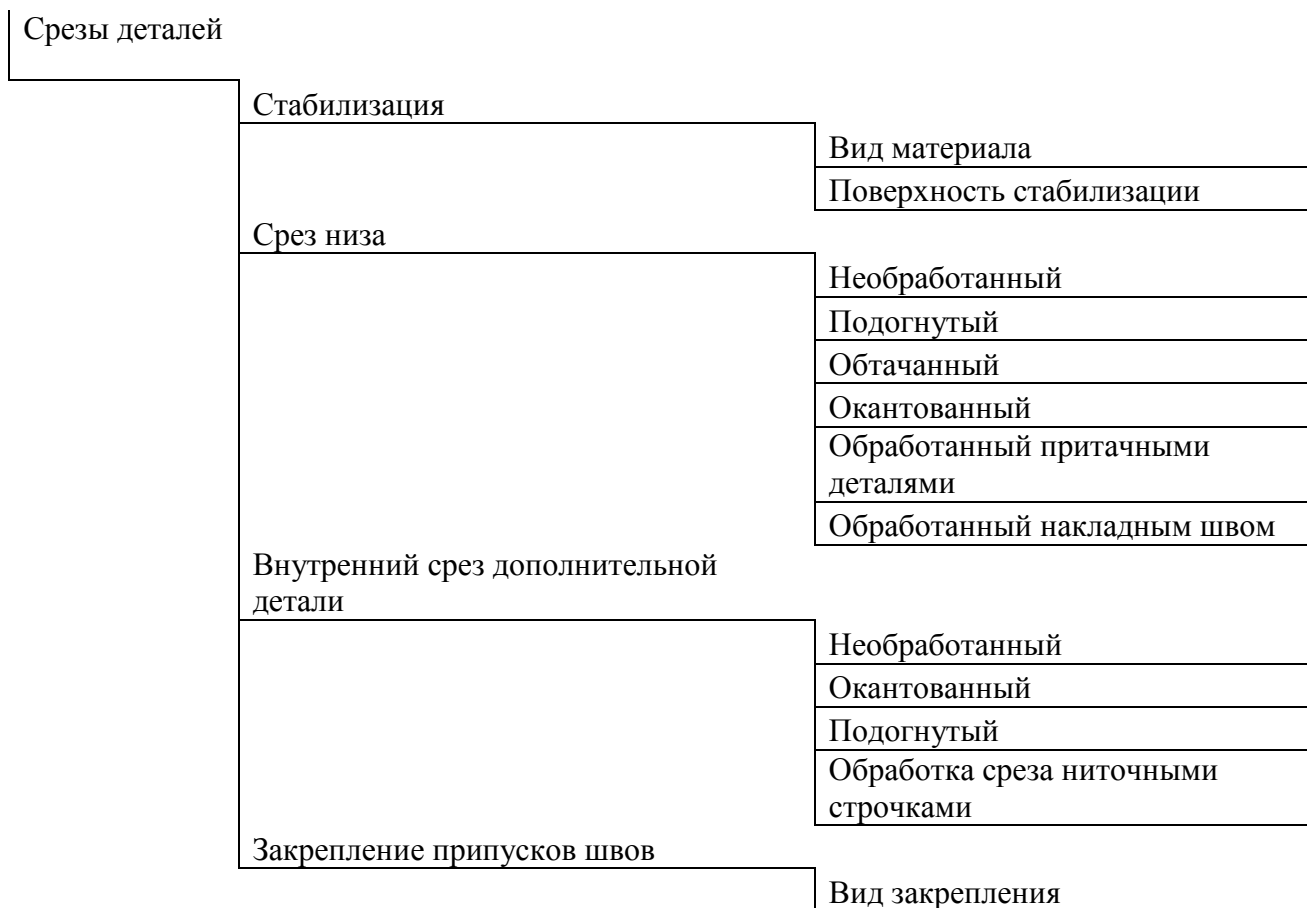 Срезы деталей
Стабилизация
Вид материала
Поверхность стабилизации
Срез низа
Необработанный
Подогнутый
Обтачанный
Окантованный
Обработанный притачными
деталями
Обработанный накладным швом
Внутренний срез дополнительной
детали
Необработанный
Окантованный
Подогнутый
Обработка среза ниточными
строчками
Закрепление припусков швов
Вид закрепления